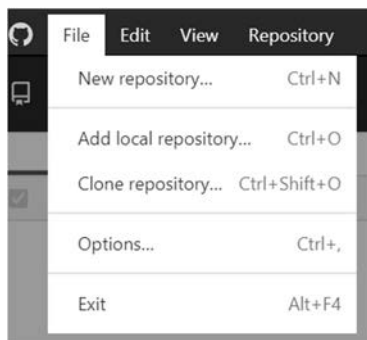 File Edit View Repository
New repository... Ctrl+N
Add local repository... Ctrl+O
Clone repository... Ctrl+Shift+O
Options... Ctrl+,
Exit Alt+F4